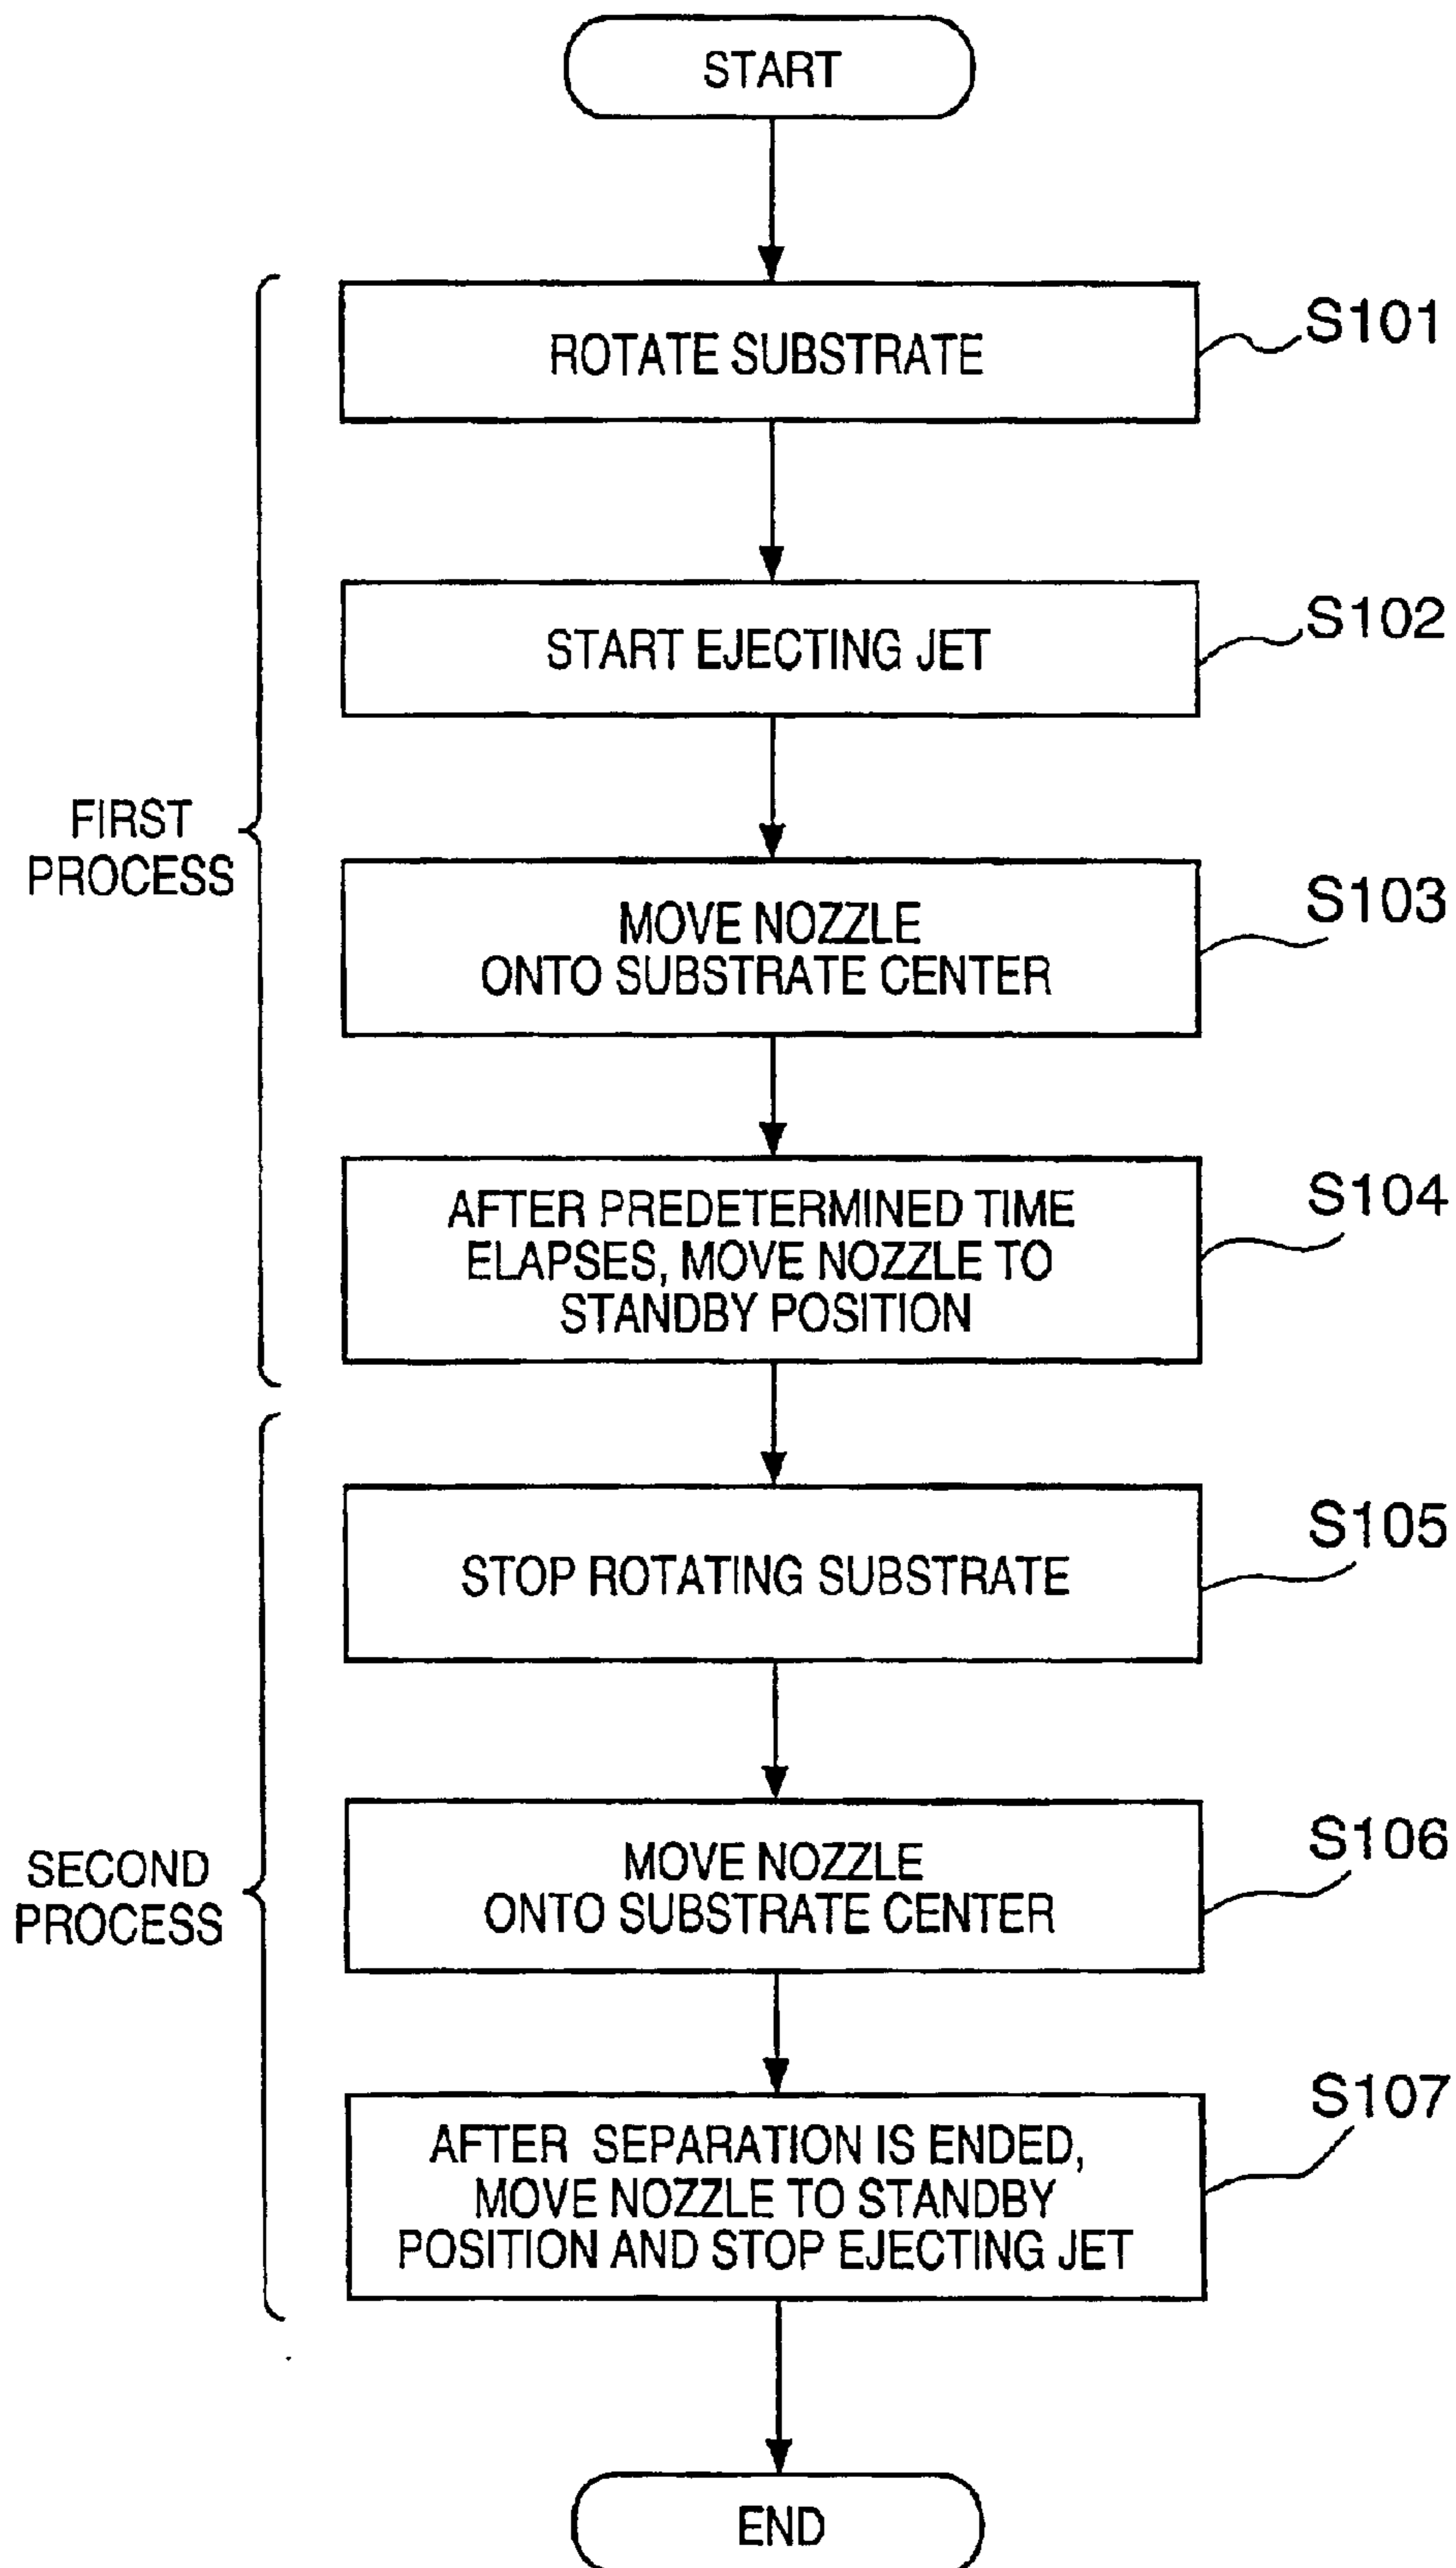 START
ROTATE SUBSTRATE
S101
START EJECTING JET
S102
FIRST
PROCESS
MOVE NOZZLE
ONTO SUBSTRATE CENTER
S103
AFTER PREDETERMINED TIME
ELAPSES, MOVE NOZZLE TO
STANDBY POSITION
S104
STOP ROTATING SUBSTRATE
S105
SECOND
PROCESS
MOVE NOZZLE
ONTO SUBSTRATE CENTER
S106
AFTER SEPARATION IS ENDED,
MOVE NOZZLE TO STANDBY
POSITION AND STOP EJECTING JET
S107
END